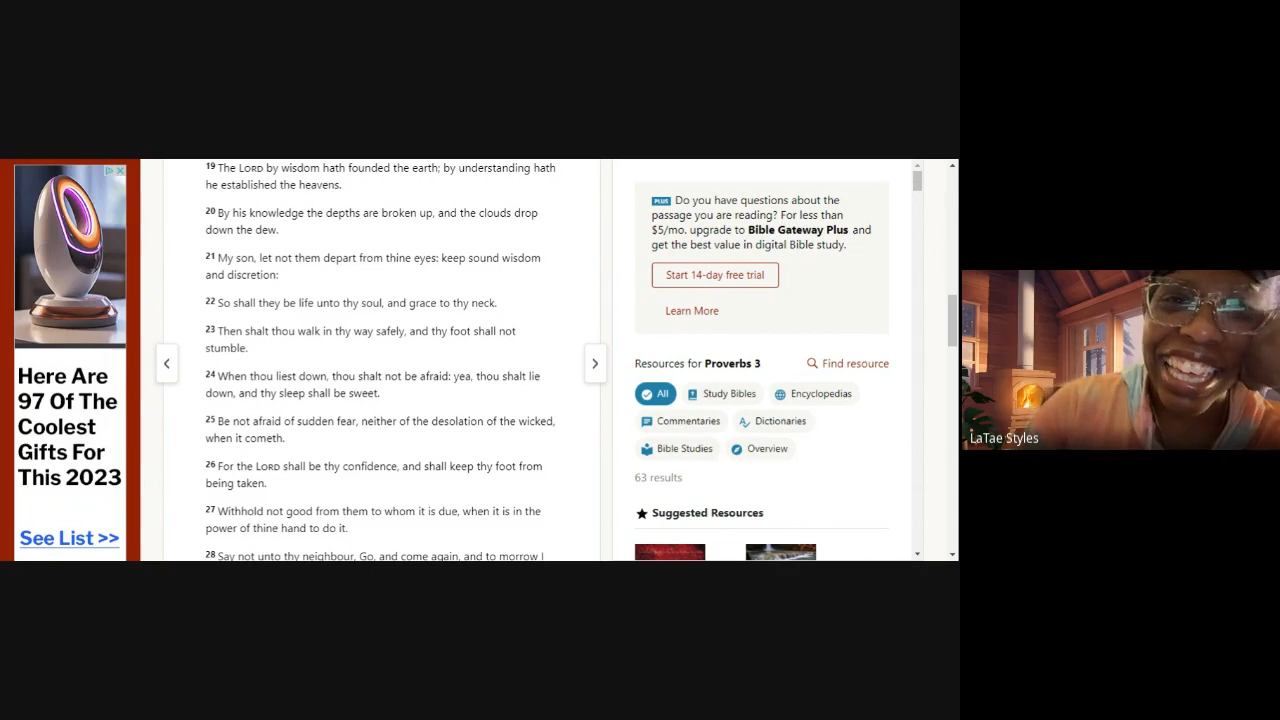 19 The LORD by wisdom hath founded the earth; by understanding hath
he established the heavens.
20 By his knowledge the depths are broken up, and the clouds drop
down the dew.
21 My son, let not them depart from thine eyes: keep sound wisdom
and discretion:
22 So shall they be life unto thy soul, and grace to thy neck.
23 Then shalt thou walk in thy way safely, and thy foot shall not
stumble.
24 When thou liest down, thou shalt not be afraid: yea, thou shalt lie
down, and thy sleep shall be sweet.
25 Be not afraid of sudden fear, neither of the desolation of the wicked,
when it cometh.
26 For the LORD shall be thy confidence, and shall keep thy foot from
being taken.
27 Withhold not good from them to whom it is due, when it is in the
power of thine hand to do it.
28 Say not unto thy neighbour, Go, and come again, and to morrow I
Here Are
97 Of The
Coolest
Gifts For
This 2023
See List >>
PLUS Do you have questions about the
passage you are reading? For less than
$5/mo. upgrade to Bible Gateway Plus and
get the best value in digital Bible study.
Start 14-day free trial
Learn More
Resources for Proverbs 3 Find resource
All Study Bibles Encyclopedias
Commentaries Dictionaries
Bible Studies Overview
63 results
Suggested Resources
LaTae Styles